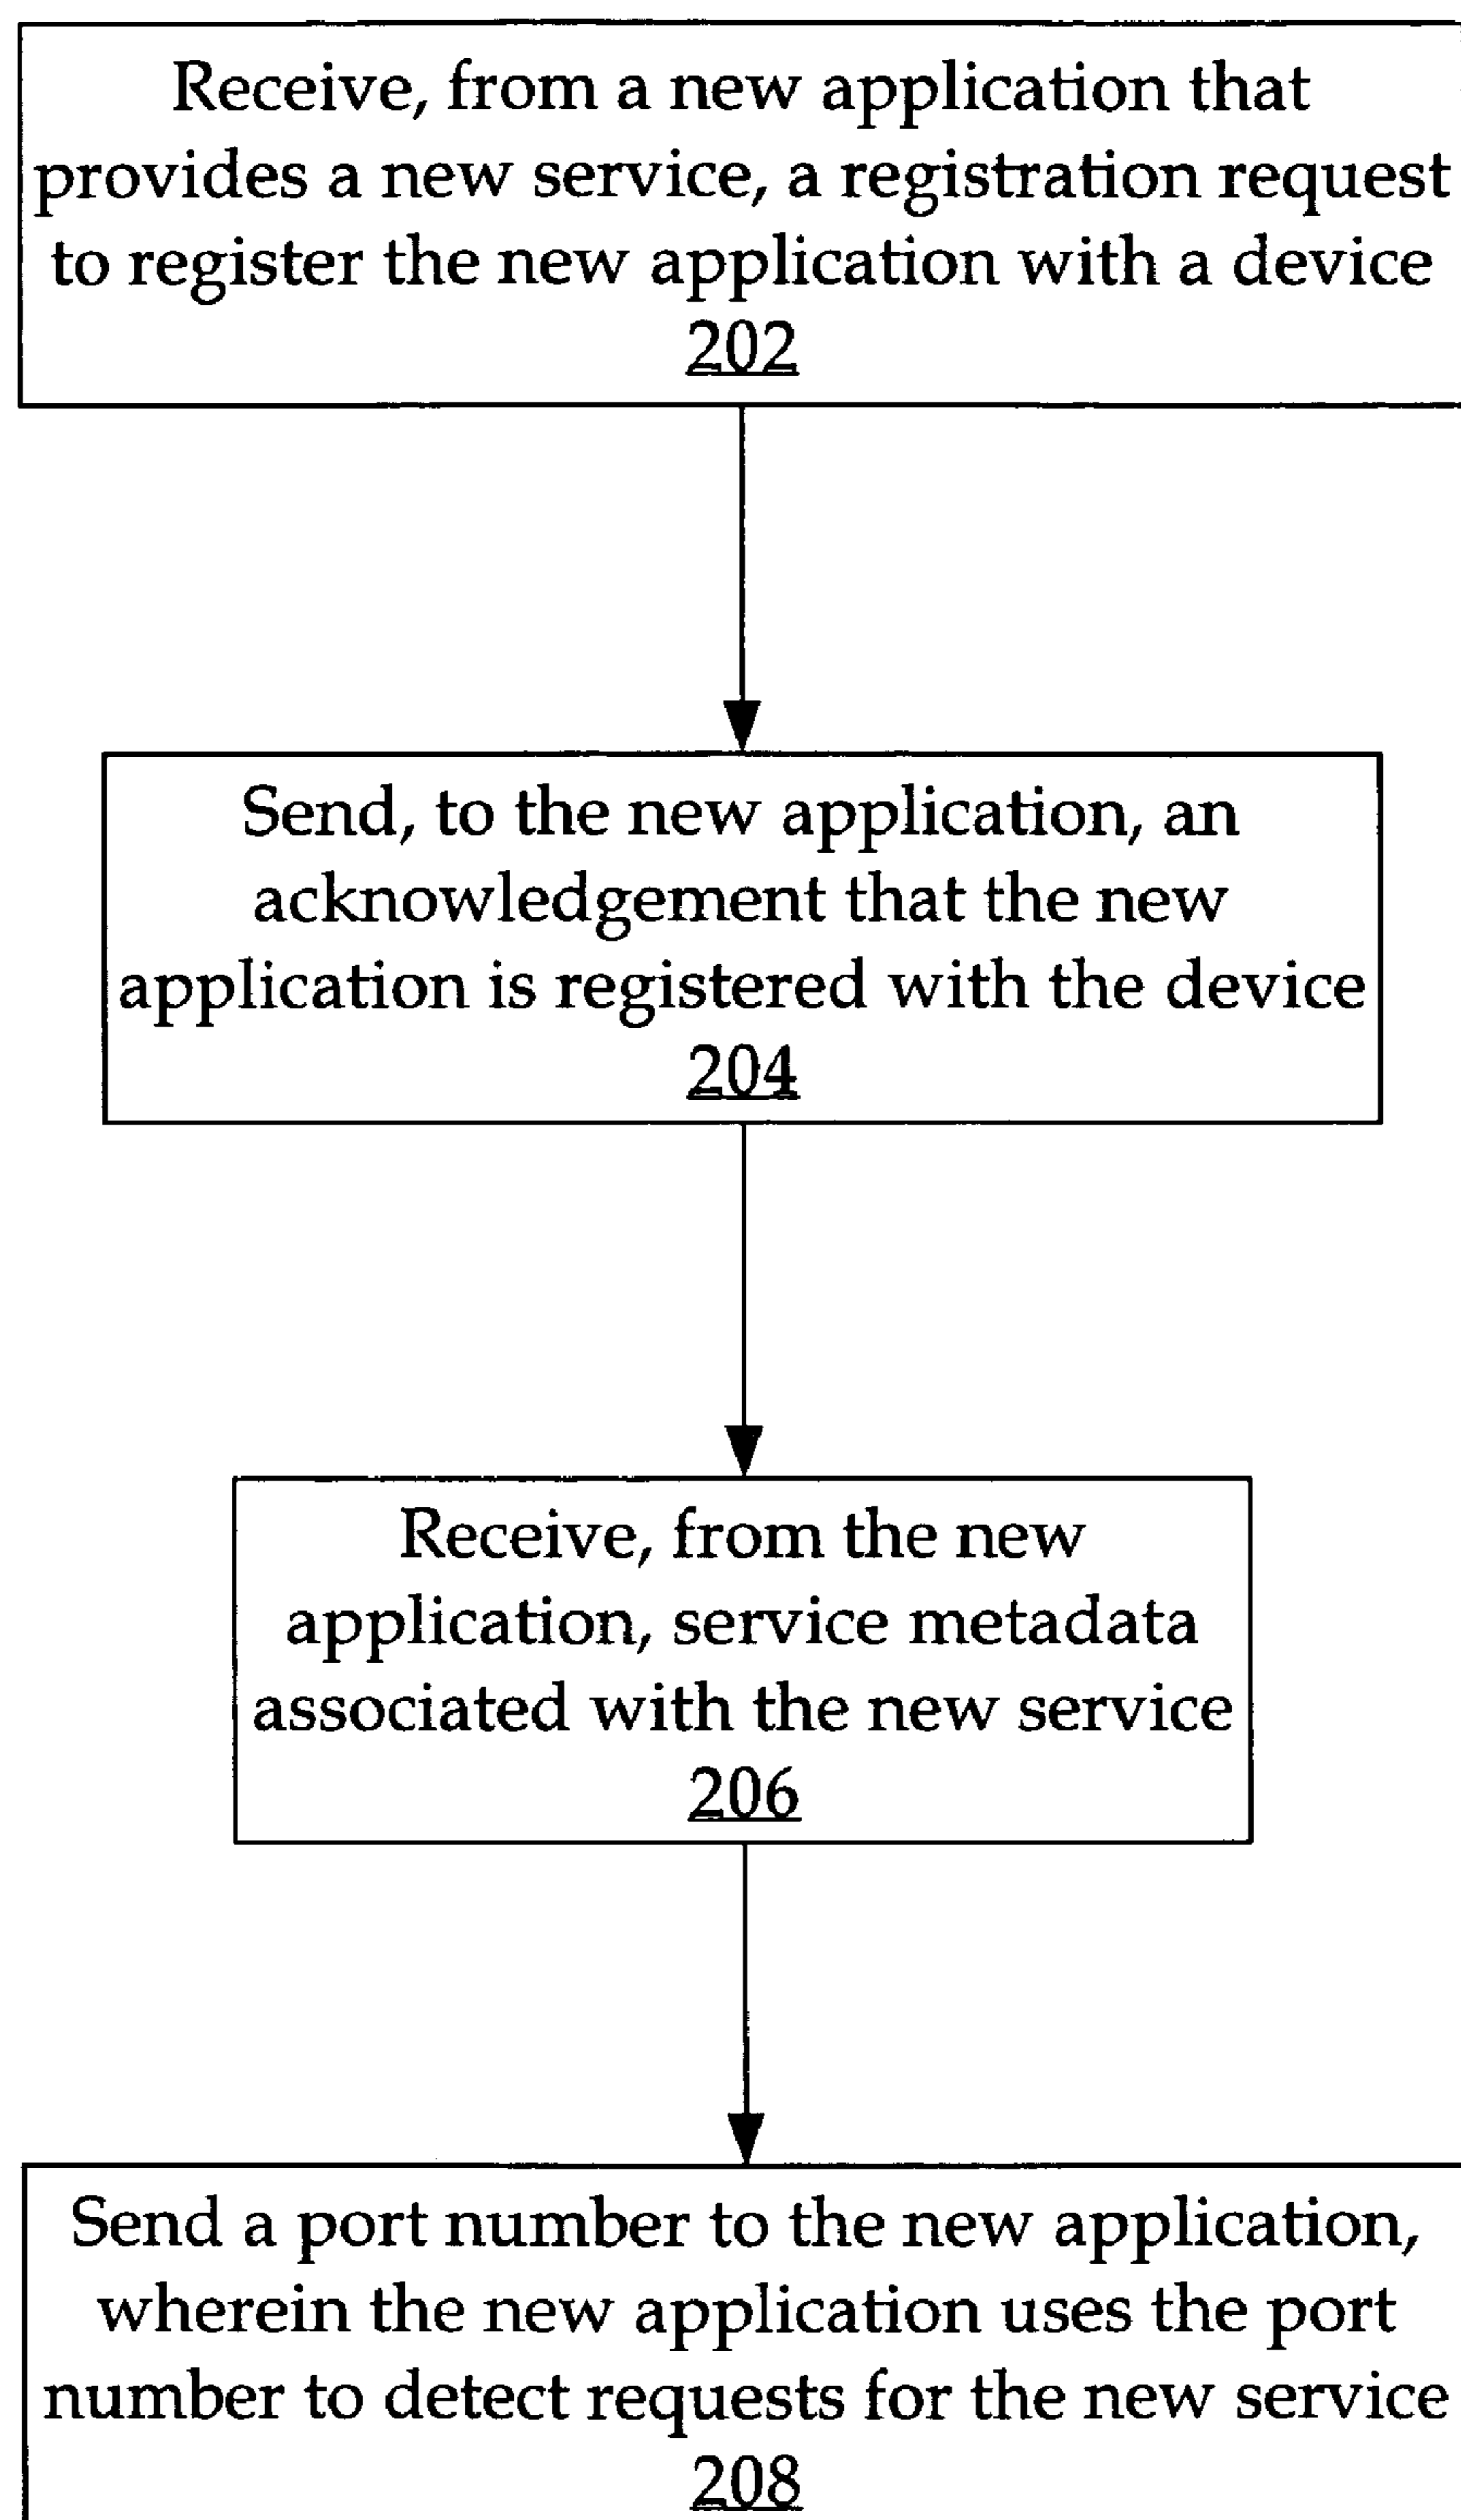 Receive, from a new application that
provides a new service, a registration request
to register the new application with a device
202
Send, to the new application, an
acknowledgement that the new
application is registered with the device
204
Receive, from the new
application, service metadata
associated with the new service
206
Send a port number to the new application,
wherein the new application uses the port
number to detect requests for the new service
208